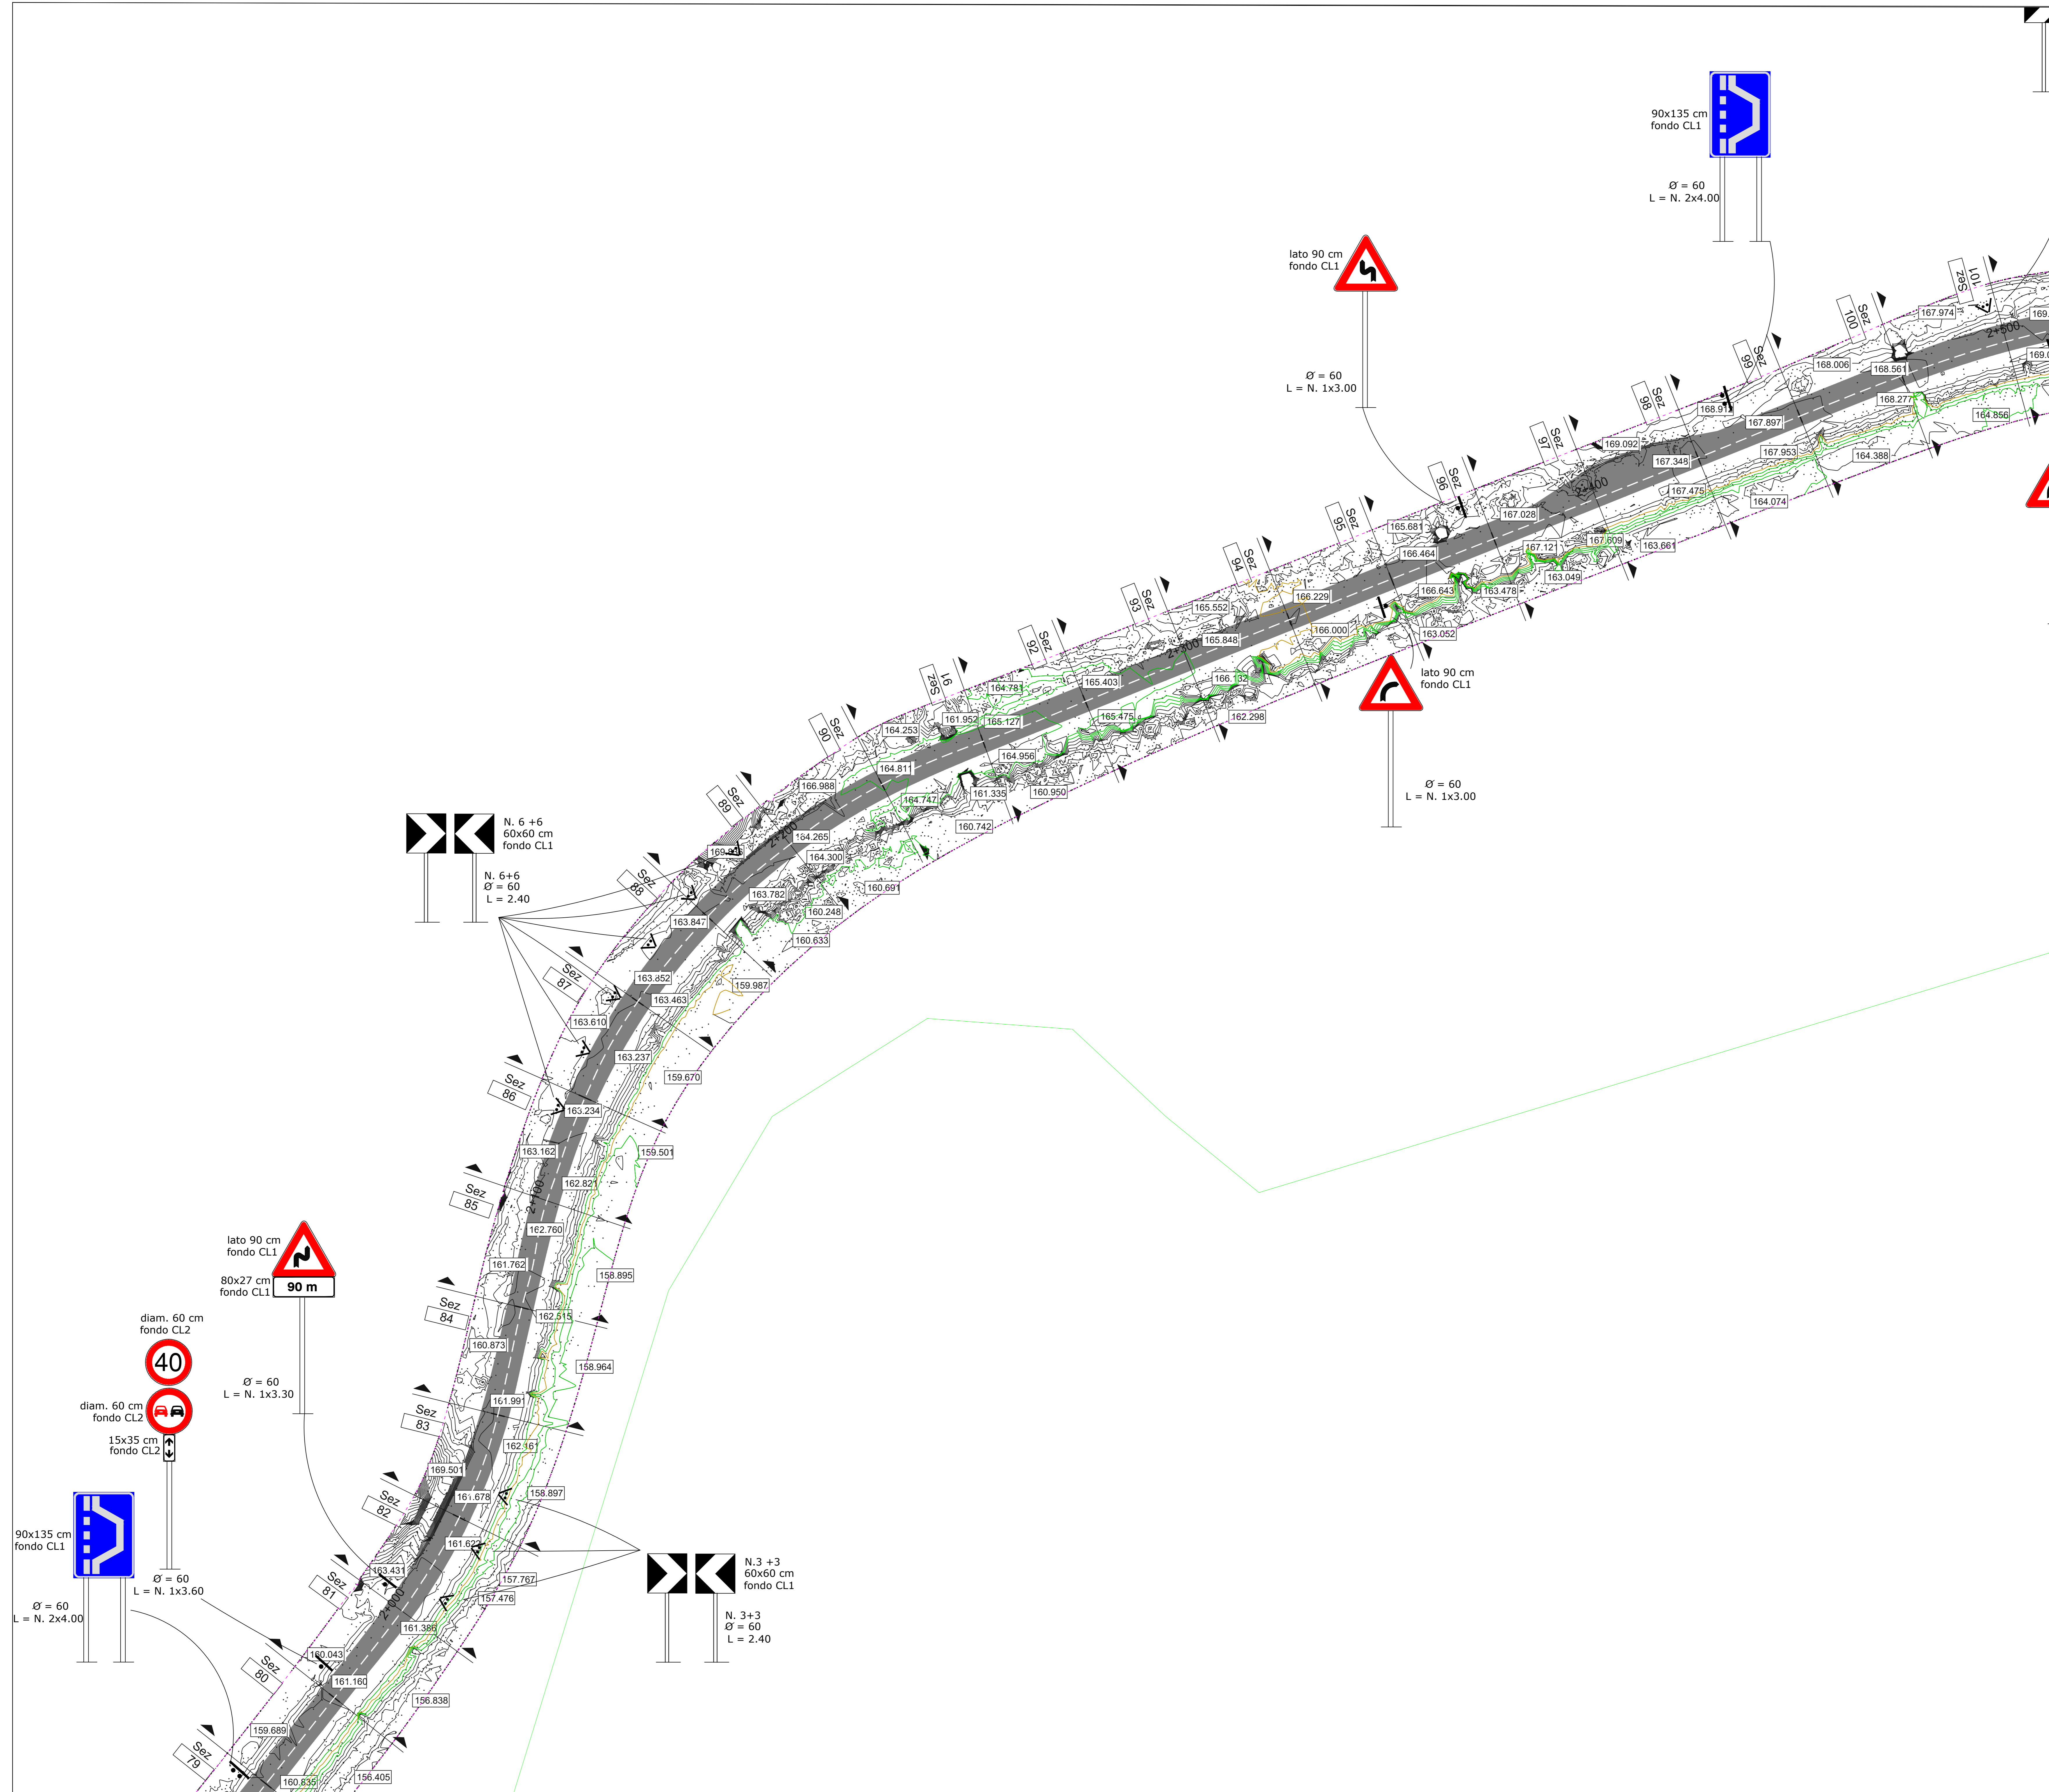 90x135 cm
fondo CL1
Ø = 60
L = N. 2x4.00
lato 90 cm
fondo CL1
Ø = 60
L = N. 1x3.00
lato 90 cm
fondo CL1
Ø = 60
L = N. 1x3.00
N. 6 +6
60x60 cm
fondo CL1
N. 6+6
Ø = 60
L = 2.40
lato 90 cm
fondo CL1
90 m
80x27 cm
fondo CL1
Ø = 60
L = N. 1x3.30
diam. 60 cm
fondo CL2
40
diam. 60 cm
fondo CL2
15x35 cm
fondo CL2
Ø = 60
L = N. 1x3.60
90x135 cm
fondo CL1
Ø = 60
L = N. 2x4.00
N.3 +3
60x60 cm
fondo CL1
N. 3+3
Ø = 60
L = 2.40
Sez
101
Sez
100
Sez
99
Sez
98
Sez
97
Sez
96
Sez
95
Sez
94
Sez
93
Sez
92
Sez
91
Sez
90
Sez
89
Sez
88
Sez
87
Sez
86
Sez
85
Sez
84
Sez
83
Sez
82
Sez
81
Sez
80
Sez
79
2+500
2+400
2+300
2+200
2+100
2+000
167.974
168.006
168.561
168.277
164.856
167.897
167.953
164.388
169.092
167.348
167.475
164.074
167.028
167.609
163.661
167.121
163.049
165.681
166.464
166.643
163.478
163.052
166.229
166.000
165.552
165.848
166.132
162.298
165.403
165.475
164.781
165.127
161.952
164.956
164.253
164.811
164.747
161.335
160.950
160.742
166.988
164.265
164.300
160.691
163.782
160.248
160.633
163.847
159.987
163.852
163.463
163.610
163.237
159.670
163.234
163.162
159.501
162.821
162.760
161.762
158.895
162.515
160.873
158.964
161.991
162.161
169.501
161.678
158.897
161.622
163.431
157.767
157.476
161.386
160.043
161.160
156.838
159.689
160.835
156.405